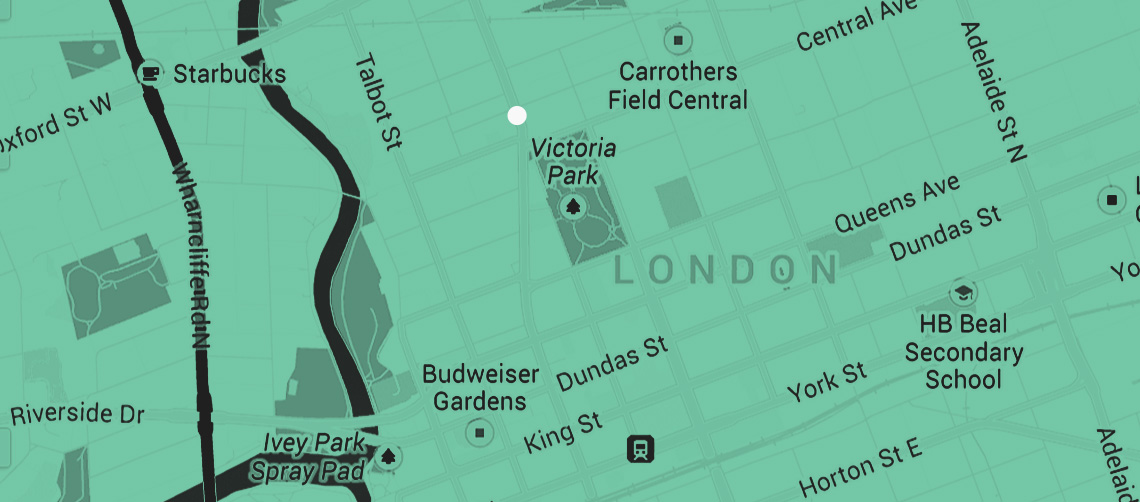 Central Ave
Carrothers
Field Central
Starbucks
Talbot St
Adelaide St N
Oxford St W
Victoria
Park
Queens Ave
Dundas St
Wharncliffe Rd N
LONDON
HB Beal
Secondary
School
Dundas St
Budweiser
Gardens
York St
Riverside Dr
King St
Ivey Park
Spray Pad
Horton St E